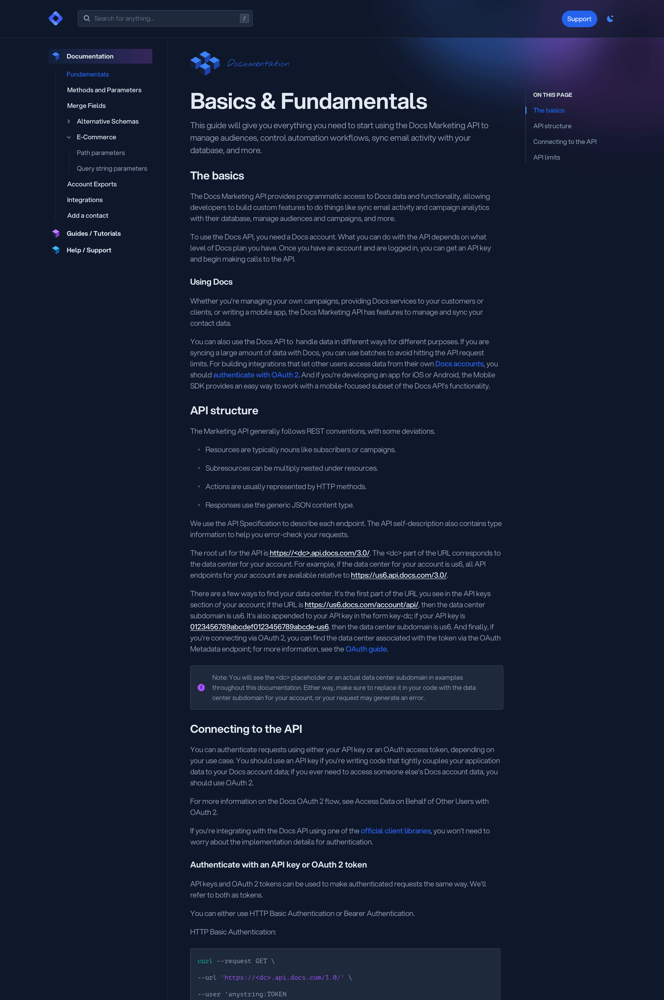 Search for anything...
/
Support
Documentation
Fundamentals
Methods and Parameters
Merge Fields
Alternative Schemas
E-Commerce
Path parameters
Query string parameters
Account Exports
Integrations
Add a contact
Guides / Tutorials
Help / Support
Documentation
Basics & Fundamentals
This guide will give you everything you need to start using the Docs Marketing API to
manage audiences, control automation workflows, sync email activity with your
database, and more.
The basics
The Docs Marketing API provides programmatic access to Docs data and functionality, allowing
developers to build custom features to do things like sync email activity and campaign analytics
with their database, manage audiences and campaigns, and more.
To use the Docs API, you need a Docs account. What you can do with the API depends on what
level of Docs plan you have. Once you have an account and are logged in, you can get an API key
and begin making calls to the API.
Using Docs
Whether you're managing your own campaigns, providing Docs services to your customers or
clients, or writing a mobile app, the Docs Marketing API has features to manage and sync your
contact data.
You can also use the Docs API to handle data in different ways for different purposes. If you are
syncing a large amount of data with Docs, you can use batches to avoid hitting the API request
limits. For building integrations that let other users access data from their own Docs accounts, you
should authenticate with OAuth 2. And if you're developing an app for iOS or Android, the Mobile
SDK provides an easy way to work with a mobile-focused subset of the Docs API's functionality.
API structure
The Marketing API generally follows REST conventions, with some deviations.
• Resources are typically nouns like subscribers or campaigns.
• Subresources can be multiply nested under resources.
• Actions are usually represented by HTTP methods.
• Responses use the generic JSON content type.
We use the API Specification to describe each endpoint. The API self-description also contains type
information to help you error-check your requests.
The root url for the API is https://<dc>.api.docs.com/3.0/. The <dc> part of the URL corresponds to
the data center for your account. For example, if the data center for your account is us6, all API
endpoints for your account are available relative to https://us6.api.docs.com/3.0/.
There are a few ways to find your data center. It's the first part of the URL you see in the API keys
section of your account; if the URL is https://us6.docs.com/account/api/, then the data center
subdomain is us6. It's also appended to your API key in the form key-dc; if your API key is
0123456789abcdef0123456789abcde-us6, then the data center subdomain is us6. And finally, if
you're connecting via OAuth 2, you can find the data center associated with the token via the OAuth
Metadata endpoint; for more information, see the OAuth guide.
Note: You will see the <dc> placeholder or an actual data center subdomain in examples
throughout this documentation. Either way, make sure to replace it in your code with the data
center subdomain for your account, or your request may generate an error.
Connecting to the API
You can authenticate requests using either your API key or an OAuth access token, depending on
your use case. You should use an API key if you're writing code that tightly couples your application
data to your Docs account data; if you ever need to access someone else's Docs account data, you
should use OAuth 2.
For more information on the Docs OAuth 2 flow, see Access Data on Behalf of Other Users with
OAuth 2.
If you're integrating with the Docs API using one of the official client libraries, you won't need to
worry about the implementation details for authentication.
Authenticate with an API key or OAuth 2 token
API keys and OAuth 2 tokens can be used to make authenticated requests the same way. We'll
refer to both as tokens.
You can either use HTTP Basic Authentication or Bearer Authentication.
HTTP Basic Authentication:
curl --request GET \
--url 'https://<dc>.api.docs.com/3.0/' \
--user 'anystring:TOKEN
ON THIS PAGE
The basics
API structure
Connecting to the API
API limits